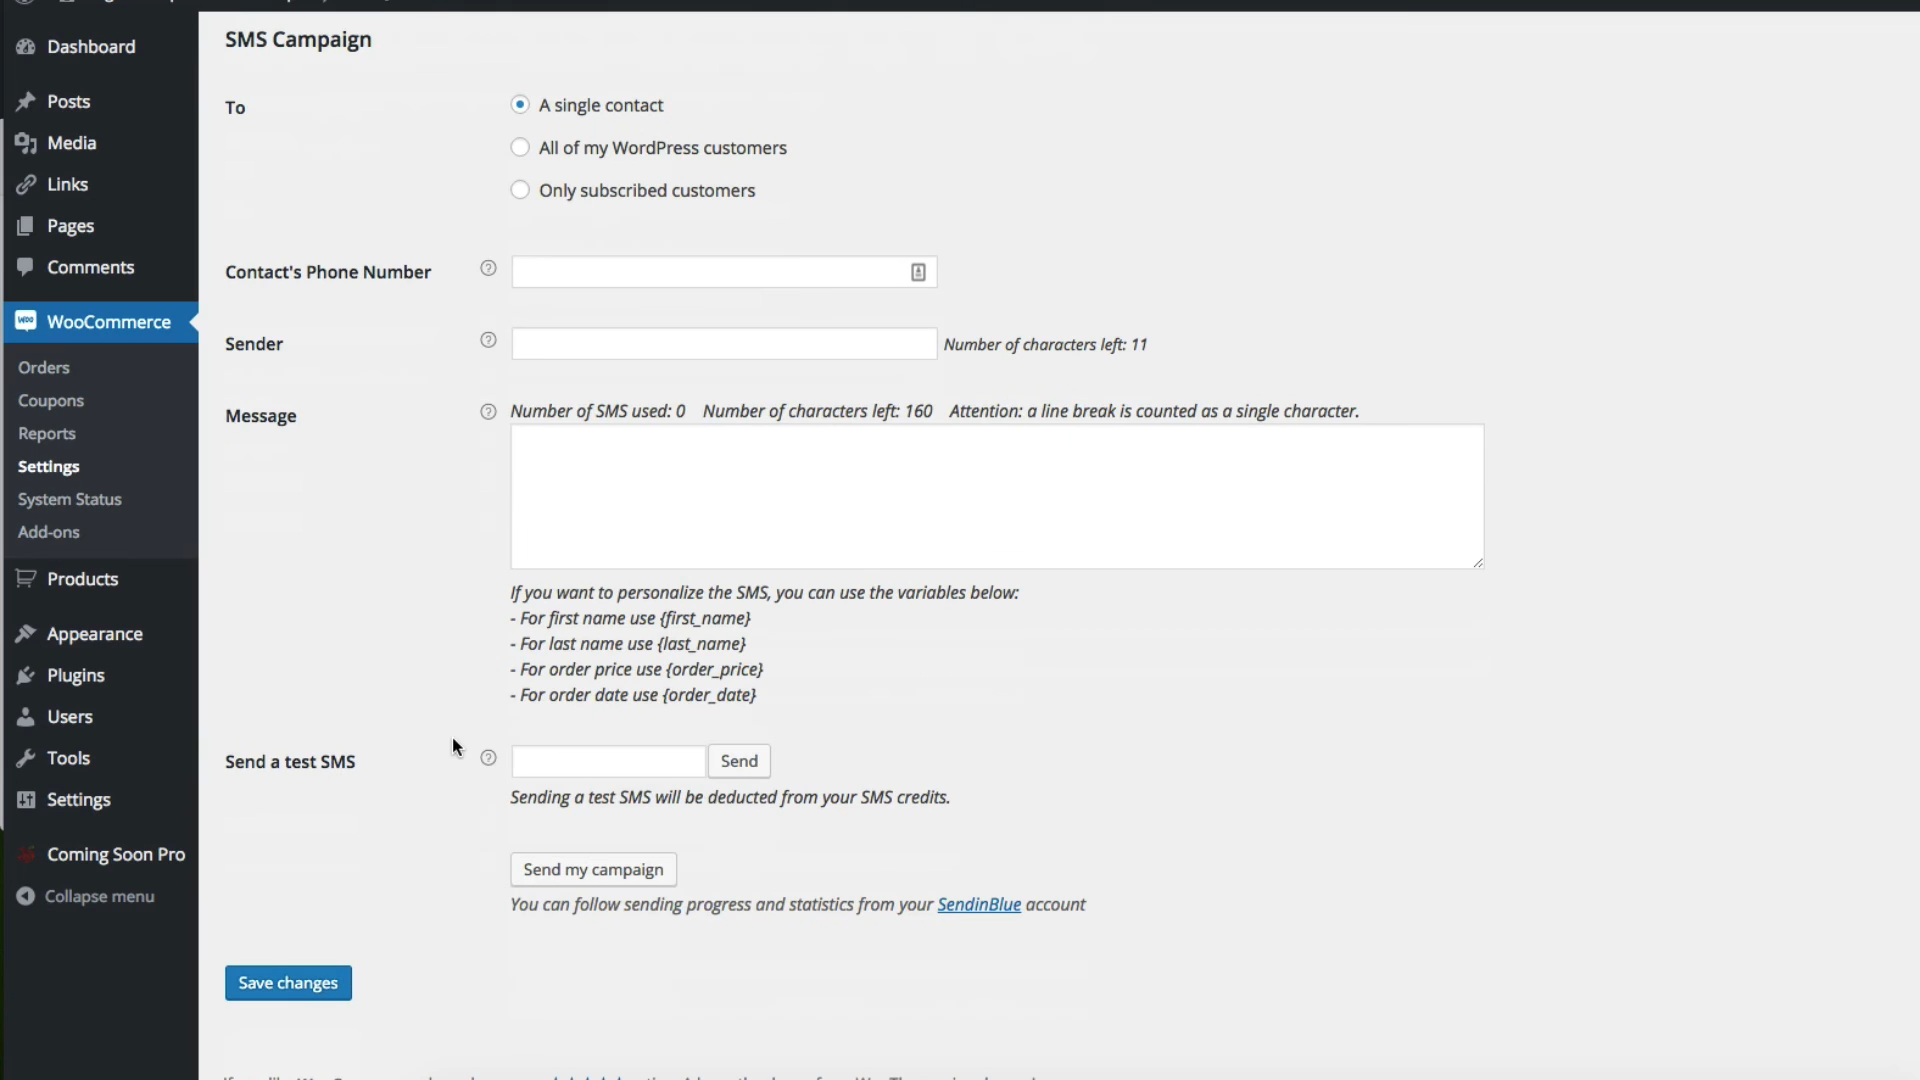 Dashboard
Posts
Media
Links
Pages
Comments
WooCommerce
Orders
Coupons
Reports
Settings
System Status
Add-ons
Products
Appearance
Plugins
Users
Tools
Settings
Coming Soon Pro
Collapse menu
SMS Campaign
To
A single contact
All of my WordPress customers
Only subscribed customers
Contact's Phone Number
Sender
Number of characters left: 11
Message
Number of SMS used: 0 Number of characters left: 160 Attention: a line break is counted as a single character.
If you want to personalize the SMS, you can use the variables below:
- For first name use {first_name}
- For last name use {last_name}
- For order price use {order_price}
- For order date use {order_date}
Send a test SMS
Send
Sending a test SMS will be deducted from your SMS credits.
Send my campaign
You can follow sending progress and statistics from your SendinBlue account
Save changes